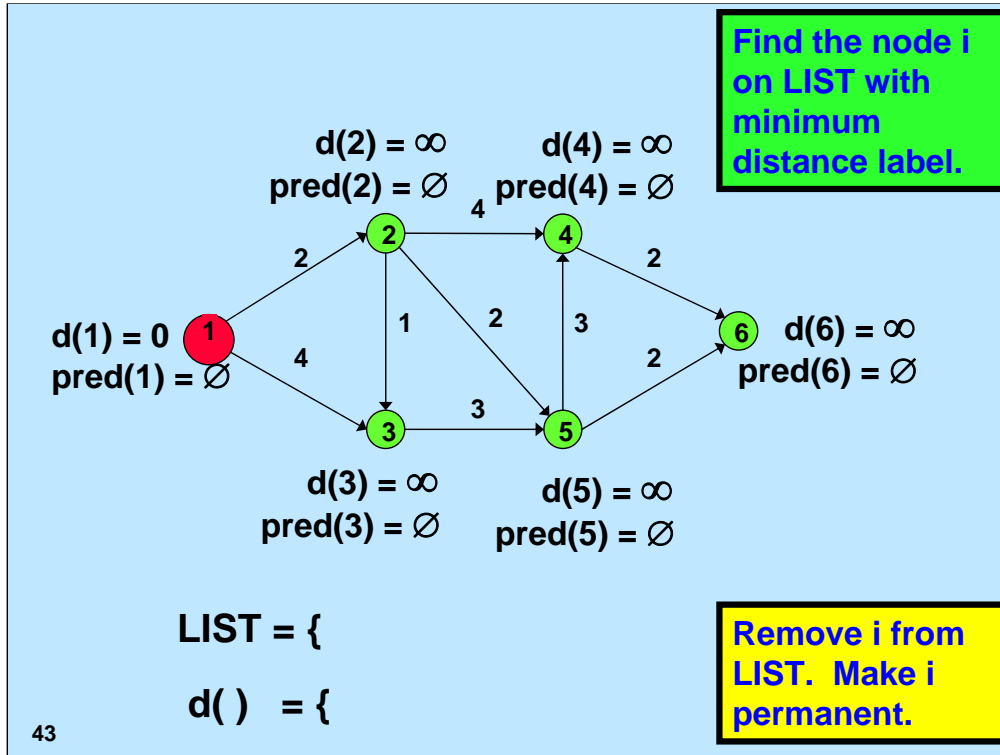 Find the node i
on LIST with
minimum
distance label.
d(2) = ∞
pred(2) = ∅
d(4) = ∞
pred(4) = ∅
4
2
4
2
2
1
2
3
1
6
d(1) = 0
pred(1) = ∅
d(6) = ∞
pred(6) = ∅
4
2
3
3
5
d(3) = ∞
pred(3) = ∅
d(5) = ∞
pred(5) = ∅
LIST = {
d( ) = {
Remove i from
LIST. Make i
permanent.
43